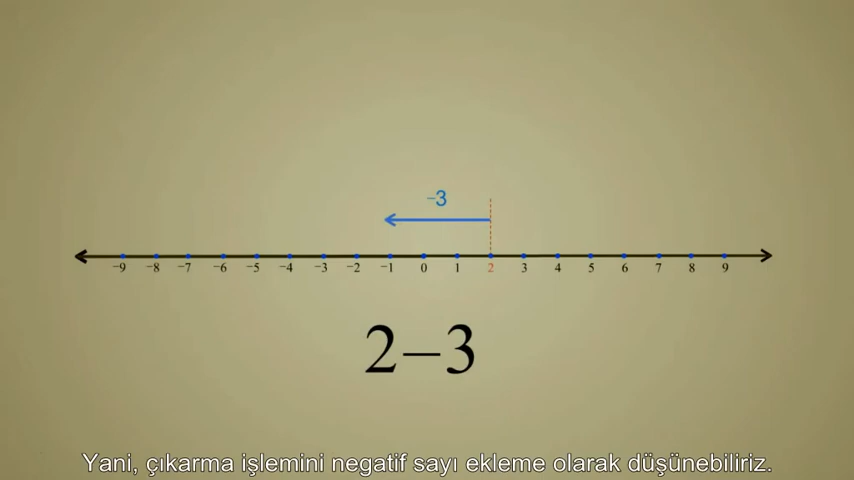 −3
−9 −8 −7 −6 −5 −4 −3 −2 −1 0 1 2 3 4 5 6 7 8 9
2−3
Yani, çıkarma işlemini negatif sayı ekleme olarak düşünebiliriz.